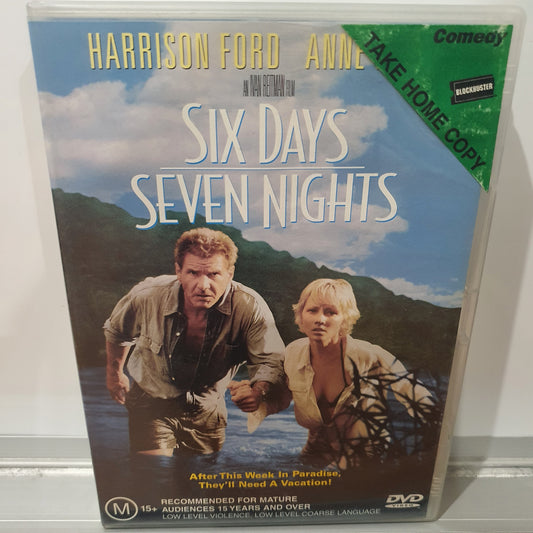 HARRISON FORD ANNE
Comedy
TAKE HOME COPY
BLOCKBUSTER
AN IVAN REITMAN FILM
SIX DAYS
SEVEN NIGHTS
After This Week In Paradise,
They'll Need A Vacation!
M 15+
RECOMMENDED FOR MATURE
AUDIENCES 15 YEARS AND OVER
LOW LEVEL VIOLENCE, LOW LEVEL COARSE LANGUAGE
DVD
VIDEO